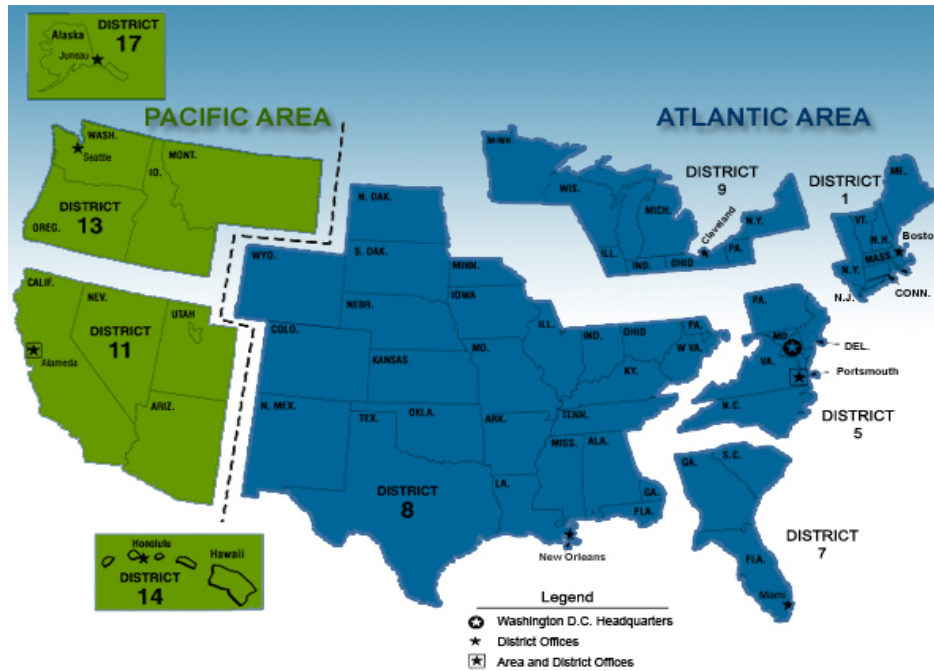 DISTRICT
17
Alaska
Juneau
PACIFIC AREA
ATLANTIC AREA
WASH.
Seattle
MONT.
ID.
DISTRICT
13
OREG.
MINN.
WIS.
MICH.
ILL.
IND.
OHIO
PA.
N.Y.
Cleveland
DISTRICT
9
DISTRICT
1
ME.
VT.
N.H.
Bosto
MASS.
N.Y.
CONN.
N.J.
CALIF.
NEV.
UTAH
DISTRICT
11
Alameda
ARIZ.
N. DAK.
S. DAK.
WYO.
MINN.
NEBR.
IOWA
COLO.
KANSAS
MO.
ILL.
IND.
OHIO
PA.
W VA.
KY.
N. MEX.
TEX.
OKLA.
ARK.
TENN.
MISS.
ALA.
LA.
GA.
FLA.
DISTRICT
8
New Orleans
PA.
MD.
DEL.
VA.
Portsmouth
N.C.
DISTRICT
5
GA.
S.C.
DISTRICT
7
FLA.
Miami
Honolulu
Hawaii
DISTRICT
14
Legend
Washington D.C. Headquarters
District Offices
Area and District Offices